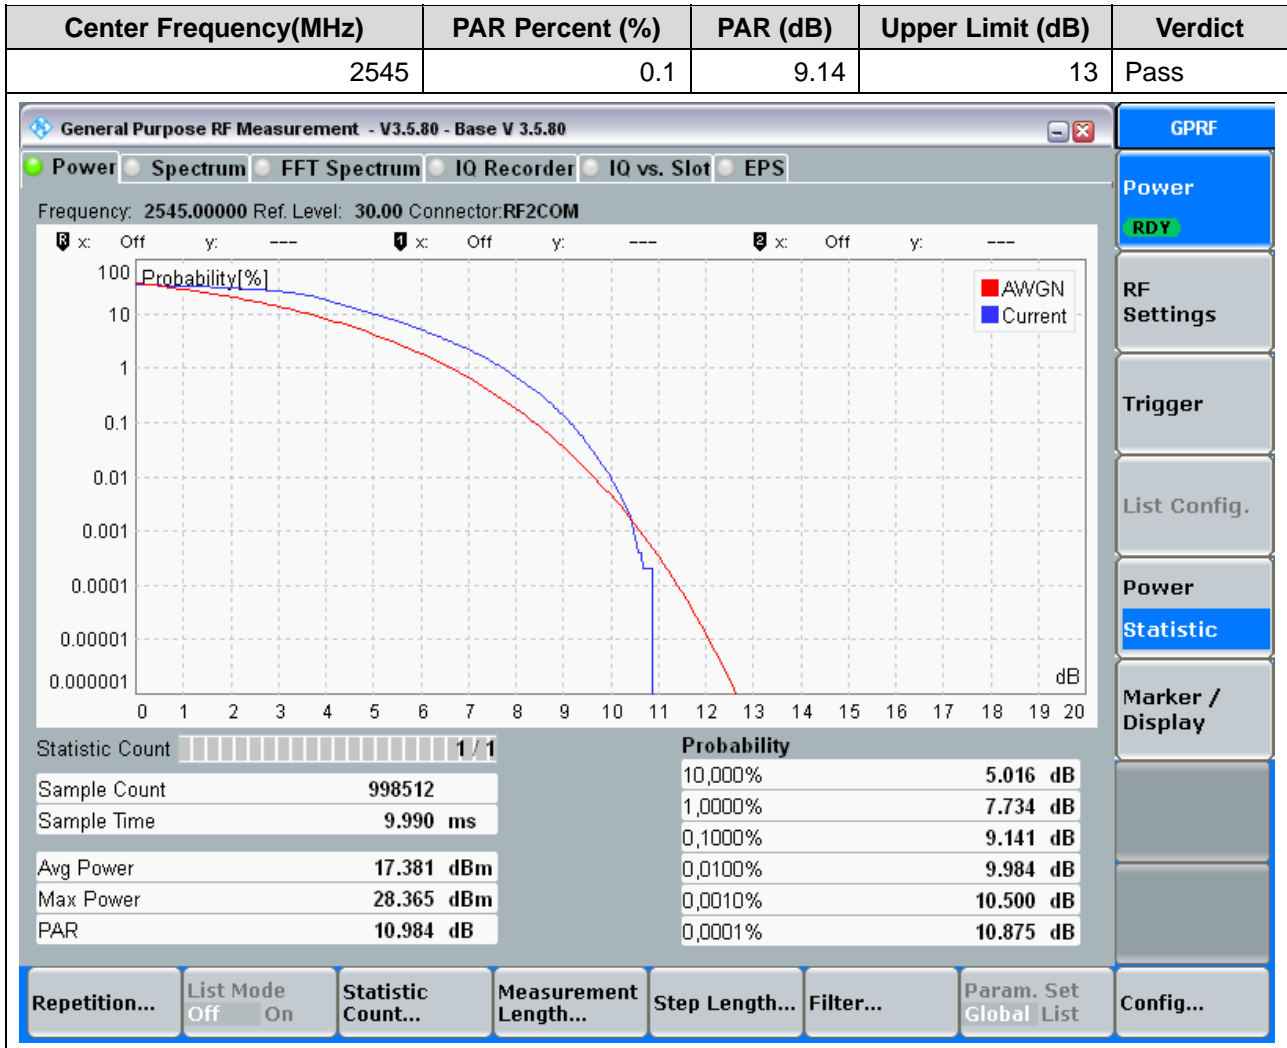 Center Frequency(MHz) PAR Percent (%) PAR (dB) Upper Limit (dB) Verdict
2545 0.1 9.14 13 Pass
General Purpose RF Measurement - V3.5.80 - Base V 3.5.80
GPRF
Power Spectrum FFT Spectrum IQ Recorder IQ vs. Slot EPS
Frequency: 2545.00000 Ref. Level: 30.00 Connector:RF2COM
R x: Off y: --- 1 x: Off y: --- 2 x: Off y: ---
Probability[%]
AWGN
Current
100
10
1
0.1
0.01
0.001
0.0001
0.00001
0.000001
dB
0 1 2 3 4 5 6 7 8 9 10 11 12 13 14 15 16 17 18 19 20
Statistic Count 1 / 1
Sample Count 998512
Sample Time 9.990 ms
Avg Power 17.381 dBm
Max Power 28.365 dBm
PAR 10.984 dB
Probability
10,000% 5.016 dB
1,0000% 7.734 dB
0,1000% 9.141 dB
0,0100% 9.984 dB
0,0010% 10.500 dB
0,0001% 10.875 dB
Power
RDY
RF
Settings
Trigger
List Config.
Power
Statistic
Marker /
Display
Repetition...
List Mode
Off On
Statistic
Count...
Measurement
Length...
Step Length...
Filter...
Param. Set
Global List
Config...